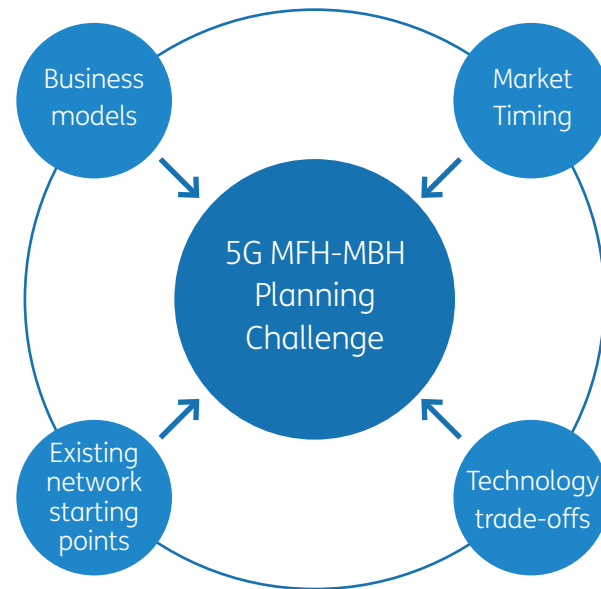 Business
models
Market
Timing
5G MFH-MBH
Planning
Challenge
Existing
network
starting
points
Technology
trade-offs